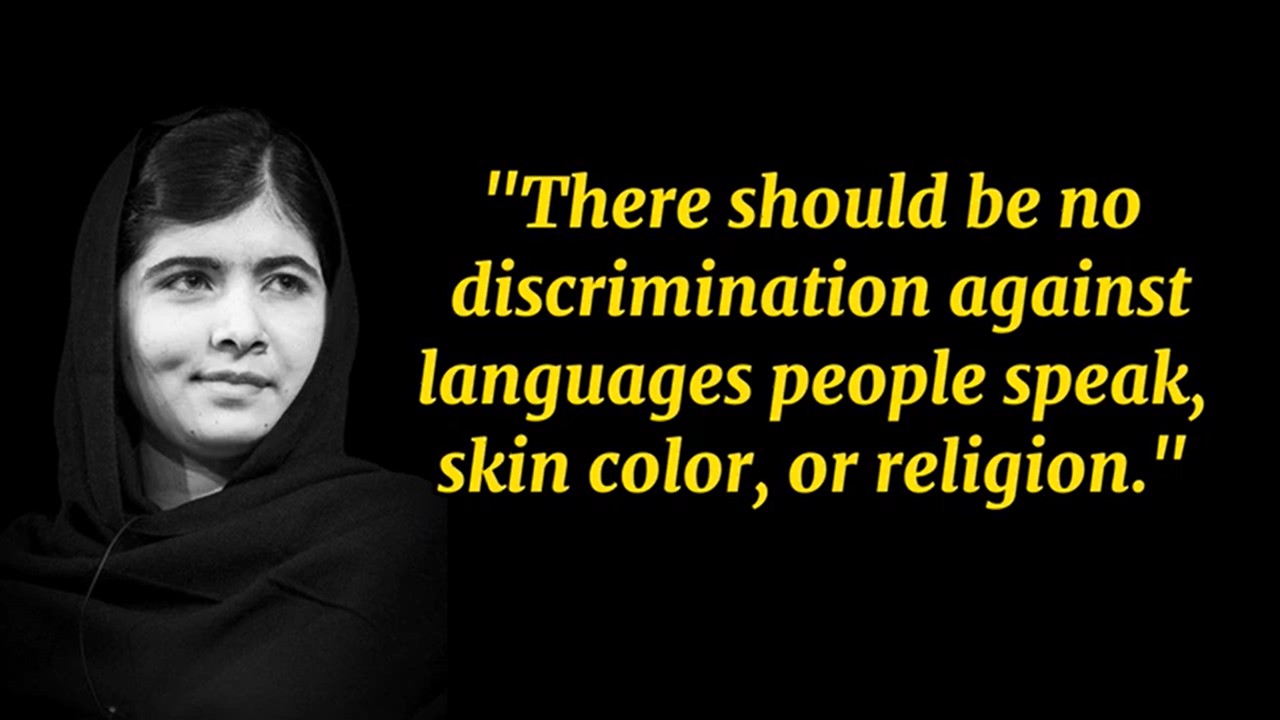 "There should be no
discrimination against
languages people speak,
skin color, or religion."